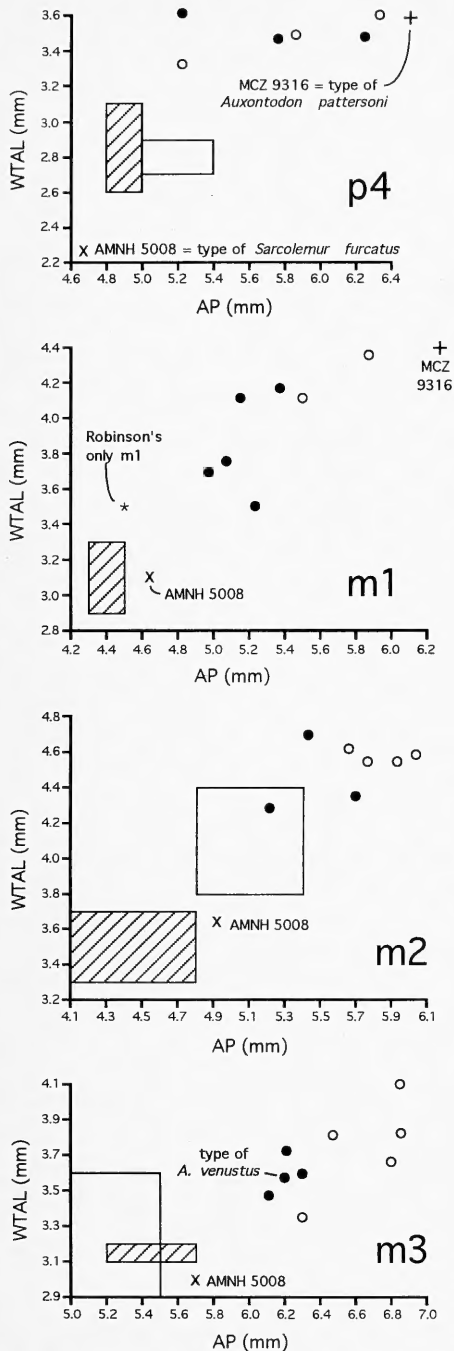 3.6
3.4
3.2
3.0
2.8
2.6
2.4
2.2
WTAL (mm)
MCZ 9316 = type of
Auxontodon pattersoni
p4
x AMNH 5008 = type of Sarcolemur furcatus
4.6 4.8 5.0 5.2 5.4 5.6 5.8 6.0 6.2 6.4
AP (mm)
4.4
4.2
4.0
3.8
3.6
3.4
3.2
3.0
2.8
WTAL (mm)
MCZ
9316
Robinson's
only m1
*
x
AMNH 5008
m1
4.2 4.4 4.6 4.8 5.0 5.2 5.4 5.6 5.8 6.0 6.2
AP (mm)
4.8
4.6
4.4
4.2
4.0
3.8
3.6
3.4
3.2
WTAL (mm)
x AMNH 5008
m2
4.1 4.3 4.5 4.7 4.9 5.1 5.3 5.5 5.7 5.9 6.1
AP (mm)
4.1
3.9
3.7
3.5
3.3
3.1
2.9
WTAL (mm)
type of
A. venustus
m3
x AMNH 5008
5.0 5.2 5.4 5.6 5.8 6.0 6.2 6.4 6.6 6.8 7.0
AP (mm)